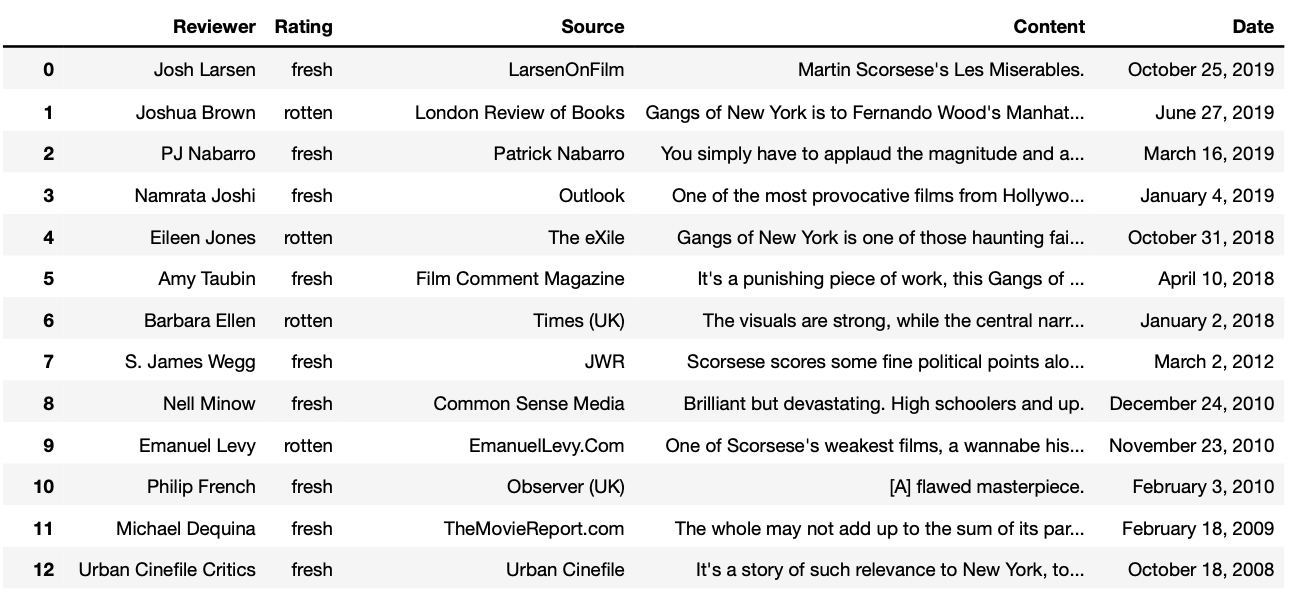 Reviewer Rating Source Content Date
0 Josh Larsen fresh LarsenOnFilm Martin Scorsese's Les Miserables. October 25, 2019
1 Joshua Brown rotten London Review of Books Gangs of New York is to Fernando Wood's Manhat... June 27, 2019
2 PJ Nabarro fresh Patrick Nabarro You simply have to applaud the magnitude and a... March 16, 2019
3 Namrata Joshi fresh Outlook One of the most provocative films from Hollywo... January 4, 2019
4 Eileen Jones rotten The eXile Gangs of New York is one of those haunting fai... October 31, 2018
5 Amy Taubin fresh Film Comment Magazine It's a punishing piece of work, this Gangs of ... April 10, 2018
6 Barbara Ellen rotten Times (UK) The visuals are strong, while the central narr... January 2, 2018
7 S. James Wegg fresh JWR Scorsese scores some fine political points alo... March 2, 2012
8 Nell Minow fresh Common Sense Media Brilliant but devastating. High schoolers and up. December 24, 2010
9 Emanuel Levy rotten EmanuelLevy.Com One of Scorsese's weakest films, a wannabe his... November 23, 2010
10 Philip French fresh Observer (UK) [A] flawed masterpiece. February 3, 2010
11 Michael Dequina fresh TheMovieReport.com The whole may not add up to the sum of its par... February 18, 2009
12 Urban Cinefile Critics fresh Urban Cinefile It's a story of such relevance to New York, to... October 18, 2008